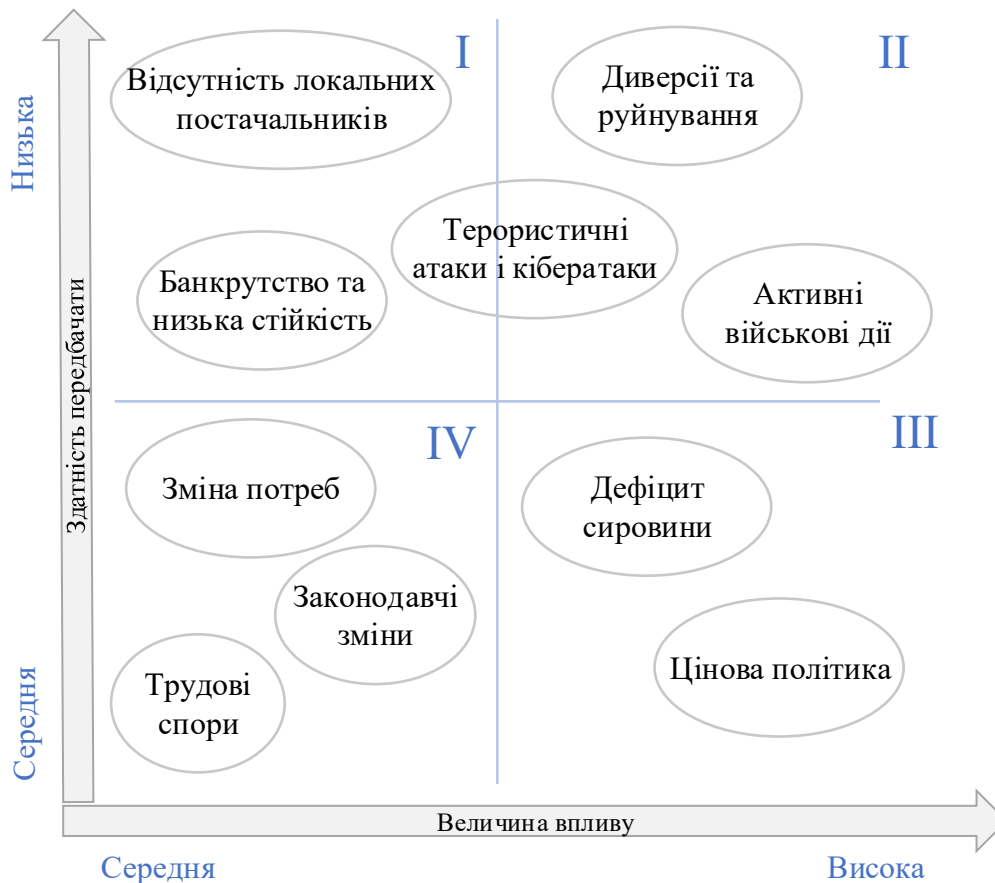 I
II
Відсутність локальних
постачальників
Диверсії та
руйнування
Низька
Терористичні
атаки і кібератаки
Банкрутство та
низька стійкість
Активні
військові дії
Здатність передбачати
IV
III
Зміна потреб
Дефіцит
сировини
Законодавчі
зміни
Трудові
спори
Цінова політика
Середня
Величина впливу
Середня
Висока